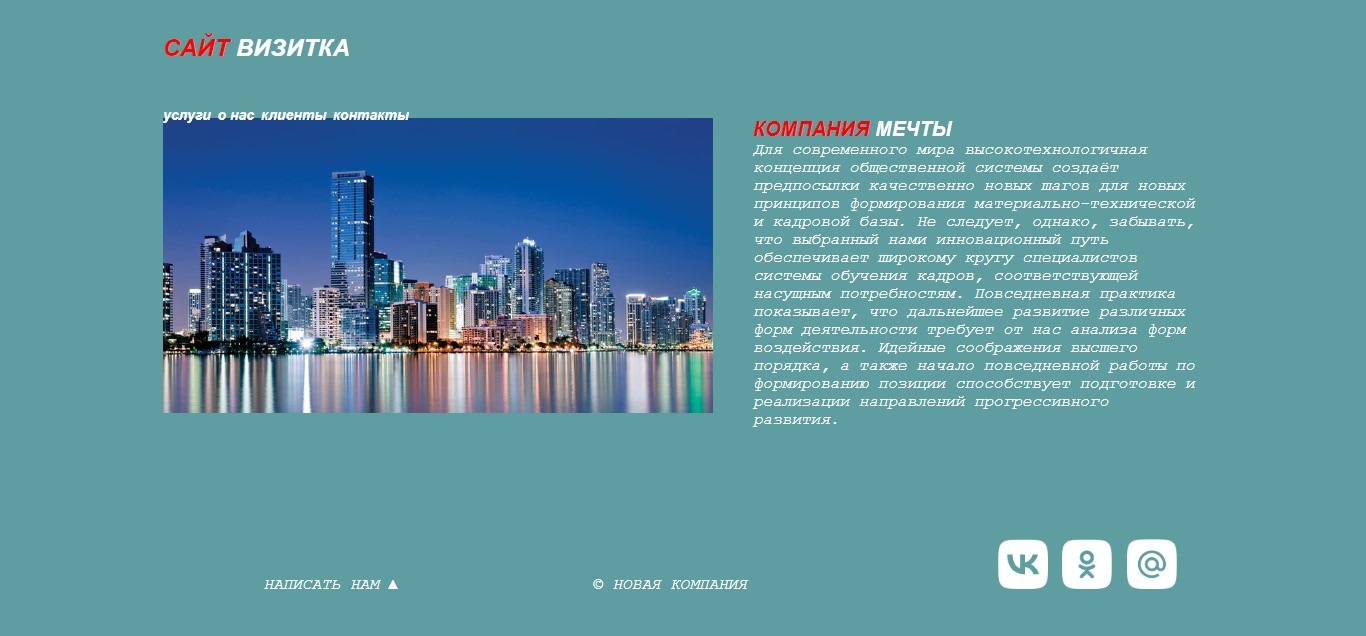 САЙТ ВИЗИТКА
услуги о нас клиенты контакты
КОМПАНИЯ МЕЧТЫ
Для современного мира высокотехнологичная
концепция общественной системы создаёт
предпосылки качественно новых шагов для новых
принципов формирования материально-технической
и кадровой базы. Не следует, однако, забывать,
что выбранный нами инновационный путь
обеспечивает широкому кругу специалистов
системы обучения кадров, соответствующей
насущным потребностям. Повседневная практика
показывает, что дальнейшее развитие различных
форм деятельности требует от нас анализа форм
воздействия. Идейные соображения высшего
порядка, а также начало повседневной работы по
формированию позиции способствует подготовке и
реализации направлений прогрессивного
развития.
НАПИСАТЬ НАМ ▲
© НОВАЯ КОМПАНИЯ